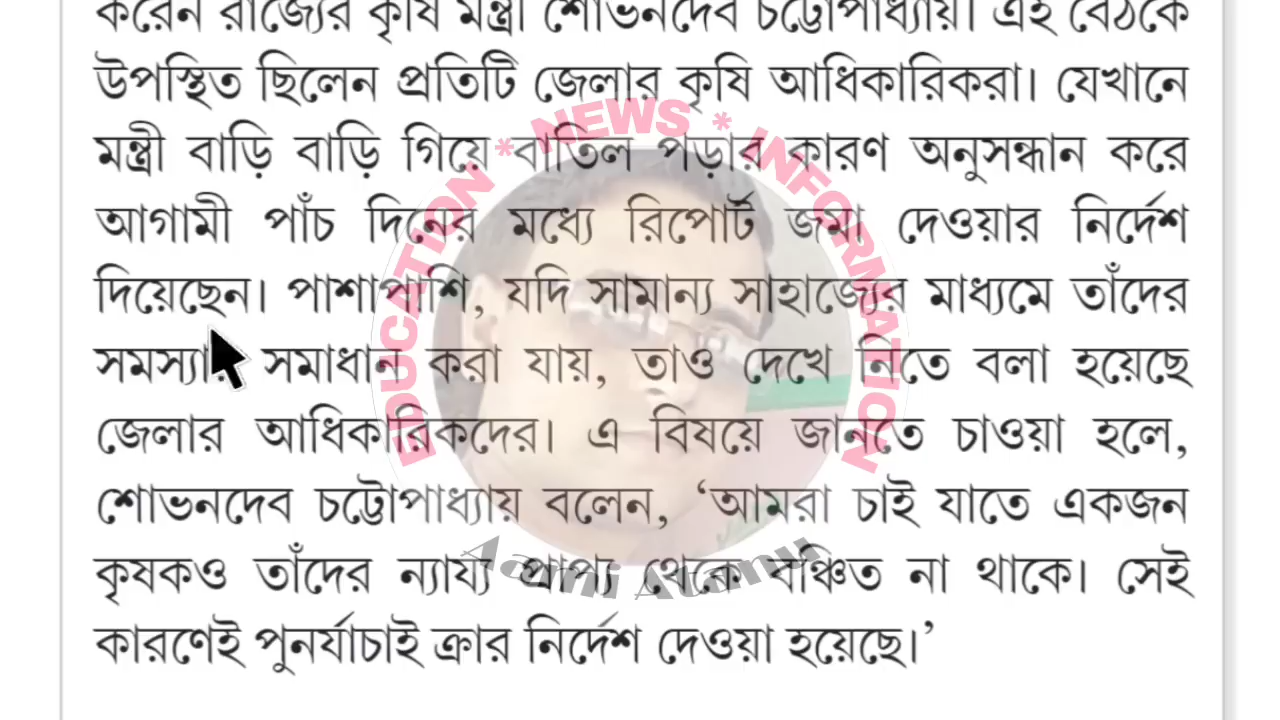 করেন রাজ্যের কৃষি মন্ত্রী শোভনদেব চট্টোপাধ্যায়। এই বৈঠকে
উপস্থিত ছিলেন প্রতিটি জেলার কৃষি আধিকারিকরা। যেখানে
মন্ত্রী বাড়ি বাড়ি গিয়ে বাতিল পড়ার কারণ অনুসন্ধান করে
আগামী পাঁচ দিনের মধ্যে রিপোর্ট জমা দেওয়ার নির্দেশ
দিয়েছেন। পাশাপাশি, যদি সামান্য সাহাজ্যের মাধ্যমে তাঁদের
সমস্যার সমাধান করা যায়, তাও দেখে নিতে বলা হয়েছে
জেলার আধিকারিকদের। এ বিষয়ে জানতে চাওয়া হলে,
শোভনদেব চট্টোপাধ্যায় বলেন, ‘আমরা চাই যাতে একজন
কৃষকও তাঁদের ন্যায্য প্রাপ্য থেকে বঞ্চিত না থাকে। সেই
কারণেই পুনর্যাচাই ক্রার নির্দেশ দেওয়া হয়েছে।’
EDUCATION * NEWS * INFORMATION
Aami Atanu